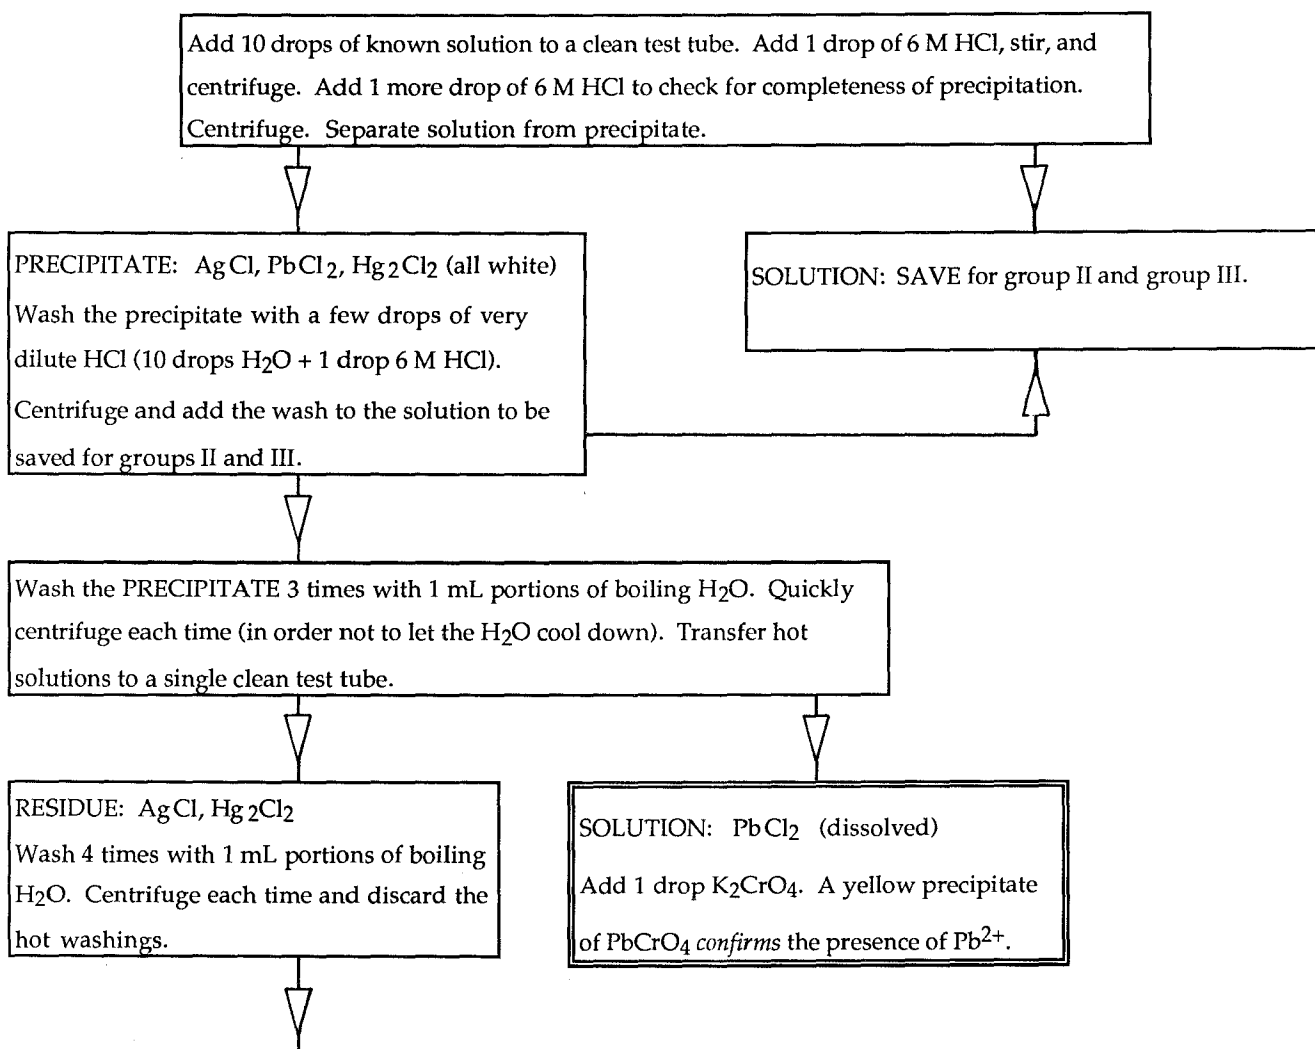 Add 10 drops of known solution to a clean test tube. Add 1 drop of 6 M HCl, stir, and
centrifuge. Add 1 more drop of 6 M HCl to check for completeness of precipitation.
Centrifuge. Separate solution from precipitate.
PRECIPITATE: AgCl, PbCl2, Hg2Cl2 (all white)
Wash the precipitate with a few drops of very
dilute HCl (10 drops H2O + 1 drop 6 M HCl).
Centrifuge and add the wash to the solution to be
saved for groups II and III.
SOLUTION: SAVE for group II and group III.
Wash the PRECIPITATE 3 times with 1 mL portions of boiling H2O. Quickly
centrifuge each time (in order not to let the H2O cool down). Transfer hot
solutions to a single clean test tube.
RESIDUE: AgCl, Hg2Cl2
Wash 4 times with 1 mL portions of boiling
H2O. Centrifuge each time and discard the
hot washings.
SOLUTION: PbCl2 (dissolved)
Add 1 drop K2CrO4. A yellow precipitate
of PbCrO4 confirms the presence of Pb2+.